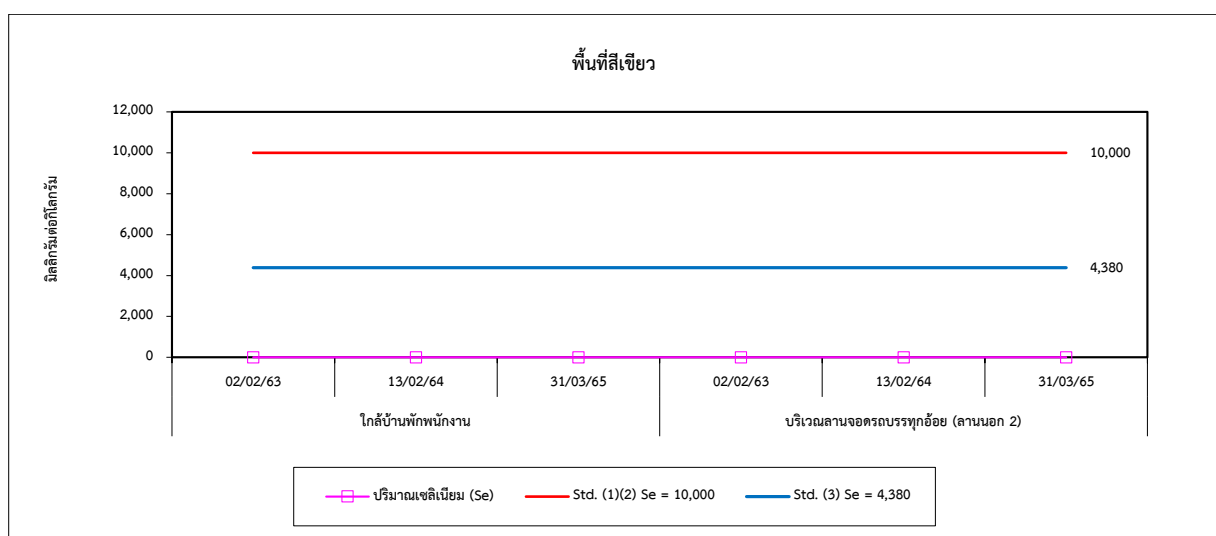 พื้นที่สีเขียว
มิลลิกรัมต่อกิโลกรัม
12,000
10,000
8,000
6,000
4,000
2,000
0
10,000
4,380
02/02/63 13/02/64 31/03/65 02/02/63 13/02/64 31/03/65
ใกล้บ้านพักพนักงาน บริเวณลานจอดรถบรรทุกอ้อย (ลานนอก 2)
ปริมาณเซลิเนียม (Se) Std. (1)(2) Se = 10,000 Std. (3) Se = 4,380